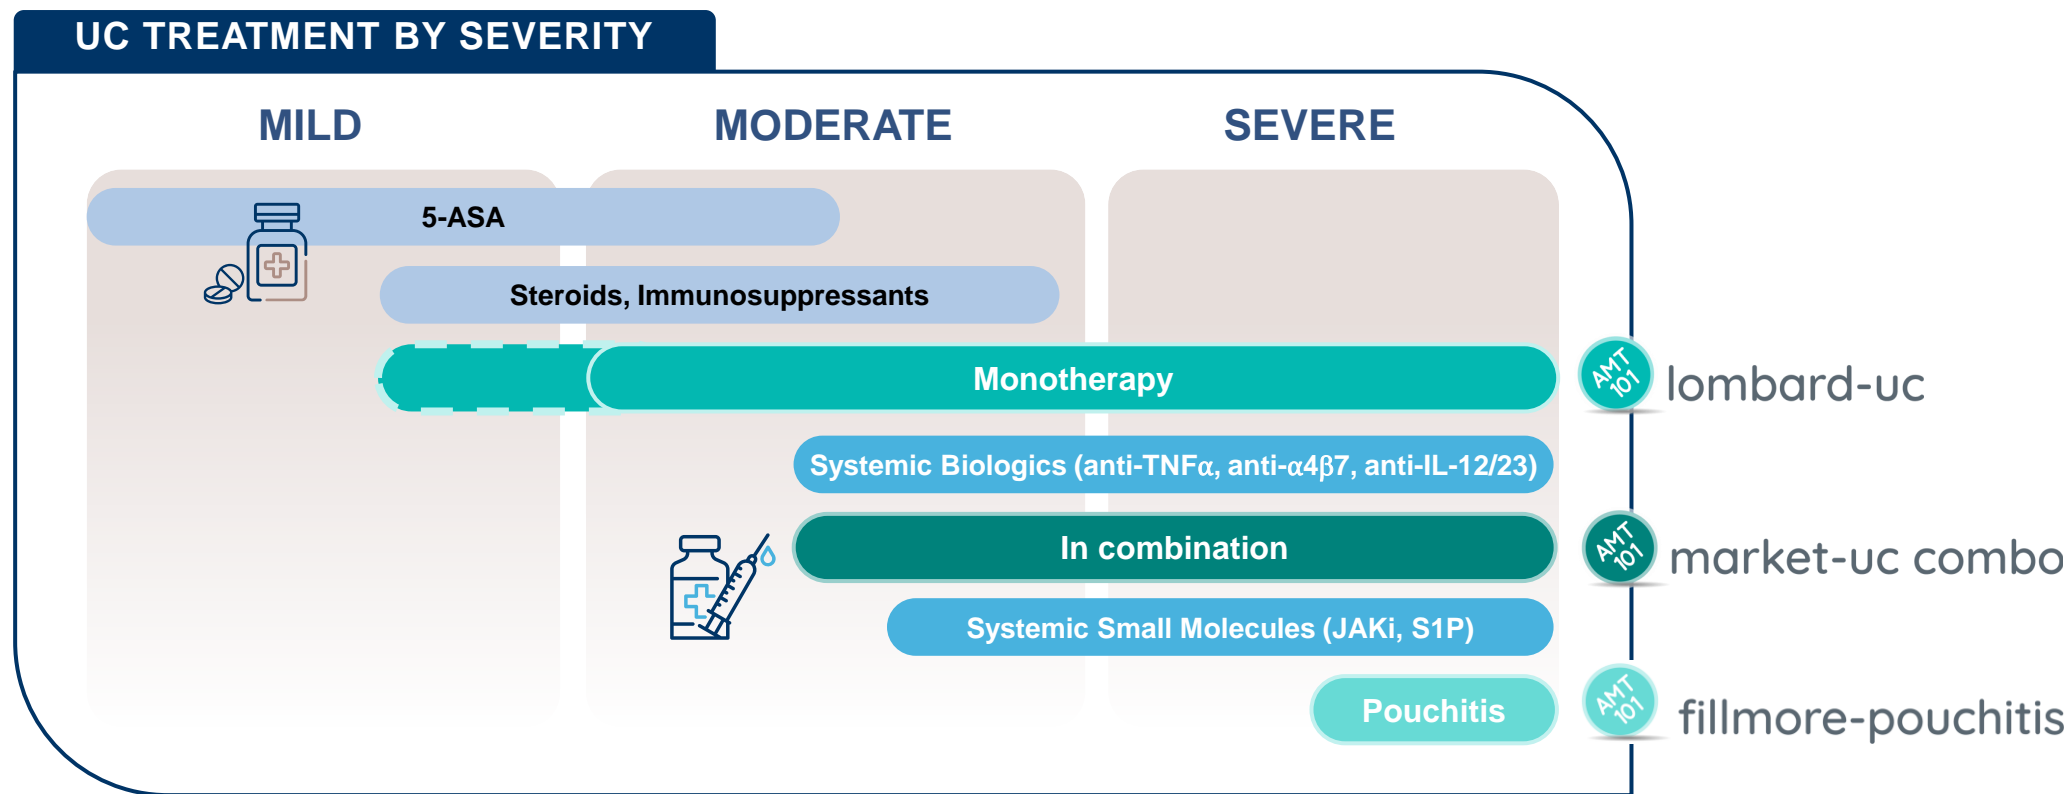 UC TREATMENT BY SEVERITY
MILD
MODERATE
SEVERE
5-ASA
Steroids, Immunosuppressants
Monotherapy
AMT
101
lombard-uc
Systemic Biologics (anti-TNFα, anti-α4β7, anti-IL-12/23)
In combination
AMT
101
market-uc combo
Systemic Small Molecules (JAKi, S1P)
Pouchitis
AMT
101
fillmore-pouchitis